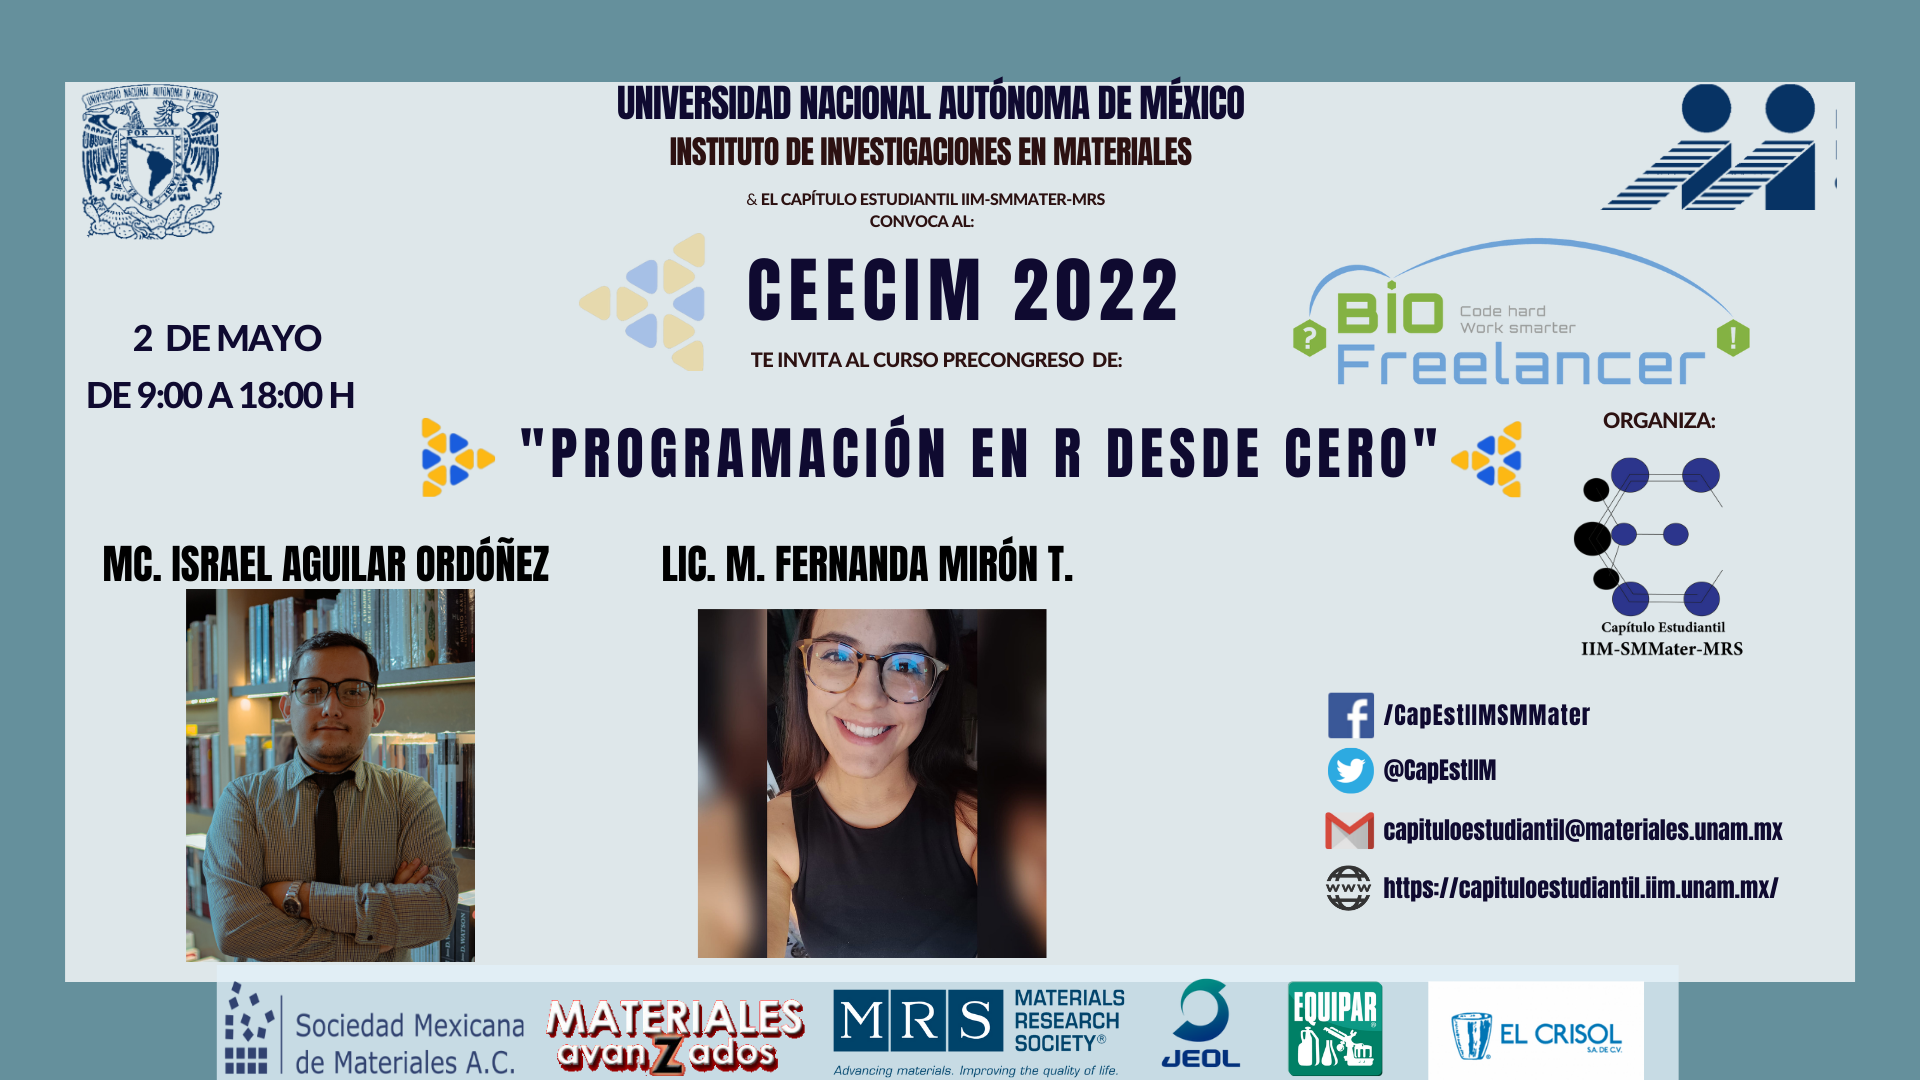 UNIVERSIDAD NACIONAL AUTÓNOMA DE MÉXICO
INSTITUTO DE INVESTIGACIONES EN MATERIALES
& EL CAPÍTULO ESTUDIANTIL IIM-SMMATER-MRS
CONVOCA AL:
CEECIM 2022
TE INVITA AL CURSO PRECONGRESO DE:
"PROGRAMACIÓN EN R DESDE CERO"
2 DE MAYO
DE 9:00 A 18:00 H
POR MI
BiO
Code hard
Work smarter
Freelancer
?
!
ORGANIZA:
Capítulo Estudiantil
IIM-SMMater-MRS
MC. ISRAEL AGUILAR ORDÓÑEZ
LIC. M. FERNANDA MIRÓN T.
/CapEstIIMSMMater
@CapEstIIM
capituloestudiantil@materiales.unam.mx
www
https://capituloestudiantil.iim.unam.mx/
Sociedad Mexicana
de Materiales A.C.
MATERIALES
avanZados
MRS
MATERIALS
RESEARCH
SOCIETY®
Advancing materials. Improving the quality of life.
JEOL
EQUIPAR®
EL CRISOL
S.A. DE C.V.